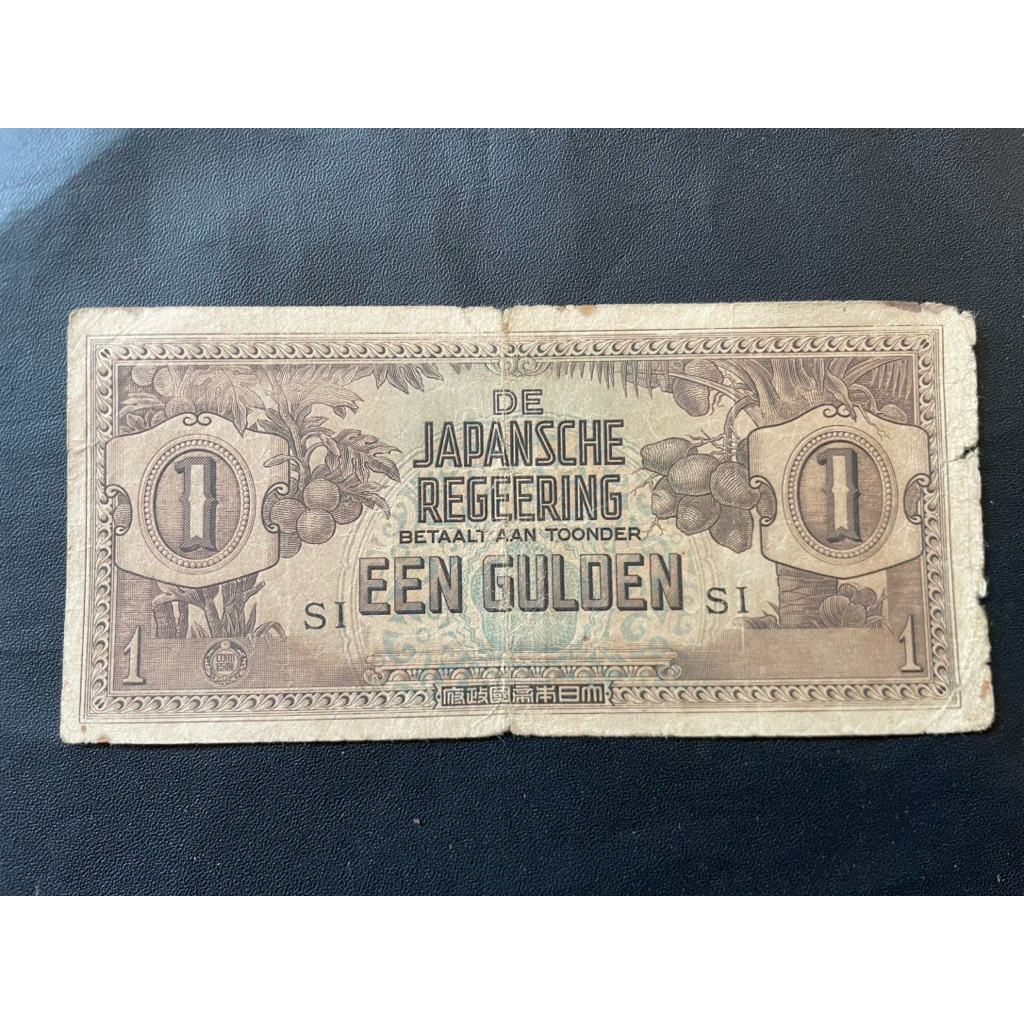 DE
JAPANSCHE
REGEERING
BETAALT AAN TOONDER
EEN GULDEN
1 1
SI SI
1 1
府政國帝本日大